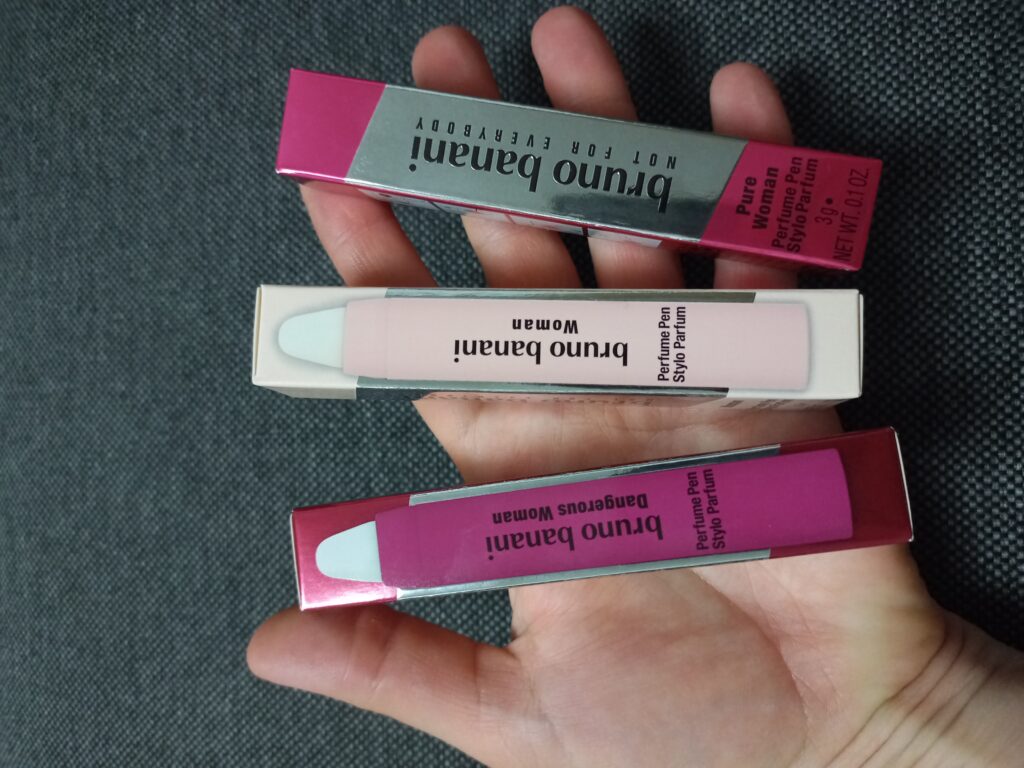 bruno banani
NOT FOR EVERYBODY
Pure
Woman
Perfume Pen
Stylo Parfum
3g•
NET WT. 0.1 OZ
bruno banani
Woman
Perfume Pen
Stylo Parfum
bruno banani
Dangerous Woman
Perfume Pen
Stylo Parfum